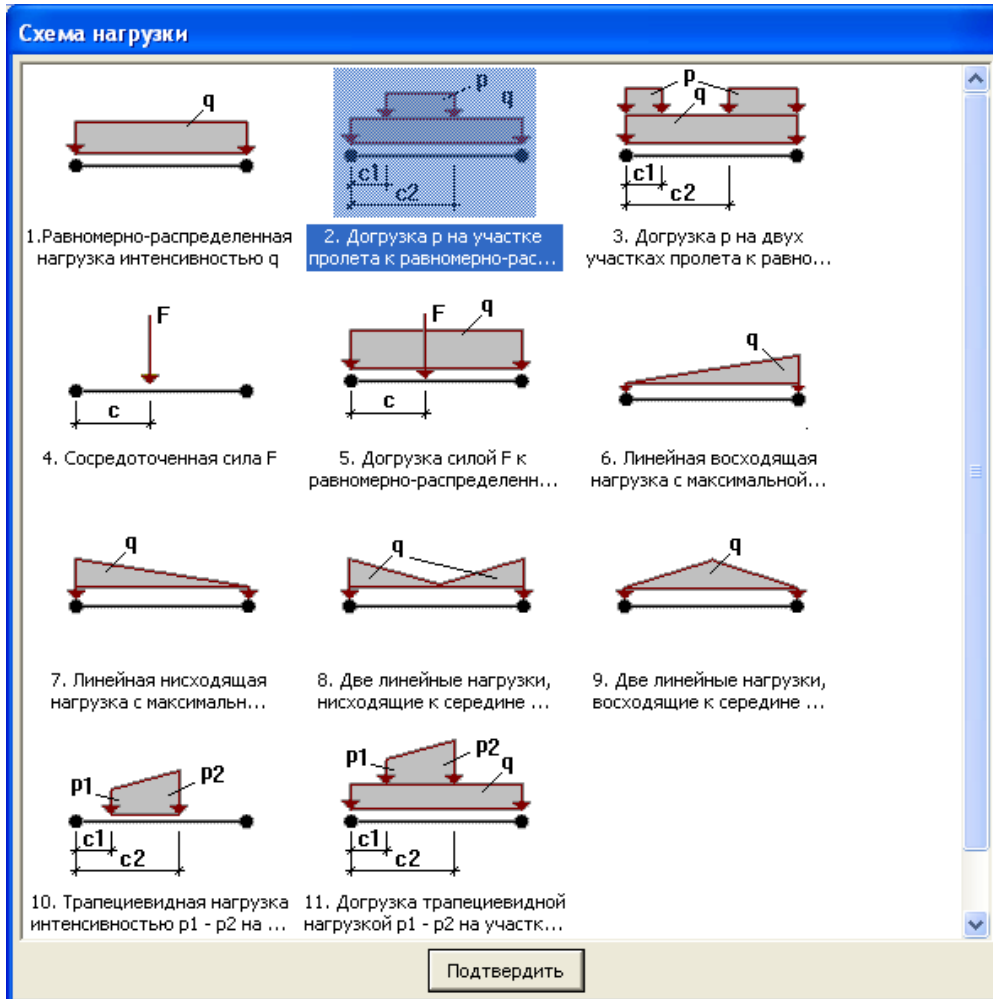 Схема нагрузки
q
1.Равномерно-распределенная
нагрузка интенсивностью q
p
q
c1
c2
2. Догрузка p на участке
пролета к равномерно-рас...
p
q
c1
c2
3. Догрузка p на двух
участках пролета к равно...
F
c
4. Сосредоточенная сила F
F
q
c
5. Догрузка силой F к
равномерно-распределенн...
q
6. Линейная восходящая
нагрузка с максимальной...
q
7. Линейная нисходящая
нагрузка с максимальн...
q
8. Две линейные нагрузки,
нисходящие к середине ...
q
9. Две линейные нагрузки,
восходящие к середине ...
p1
p2
c1
c2
10. Трапециевидная нагрузка
интенсивностью p1 - p2 на ...
p1
p2
q
c1
c2
11. Догрузка трапециевидной
нагрузкой p1 - p2 на участк...
Подтвердить